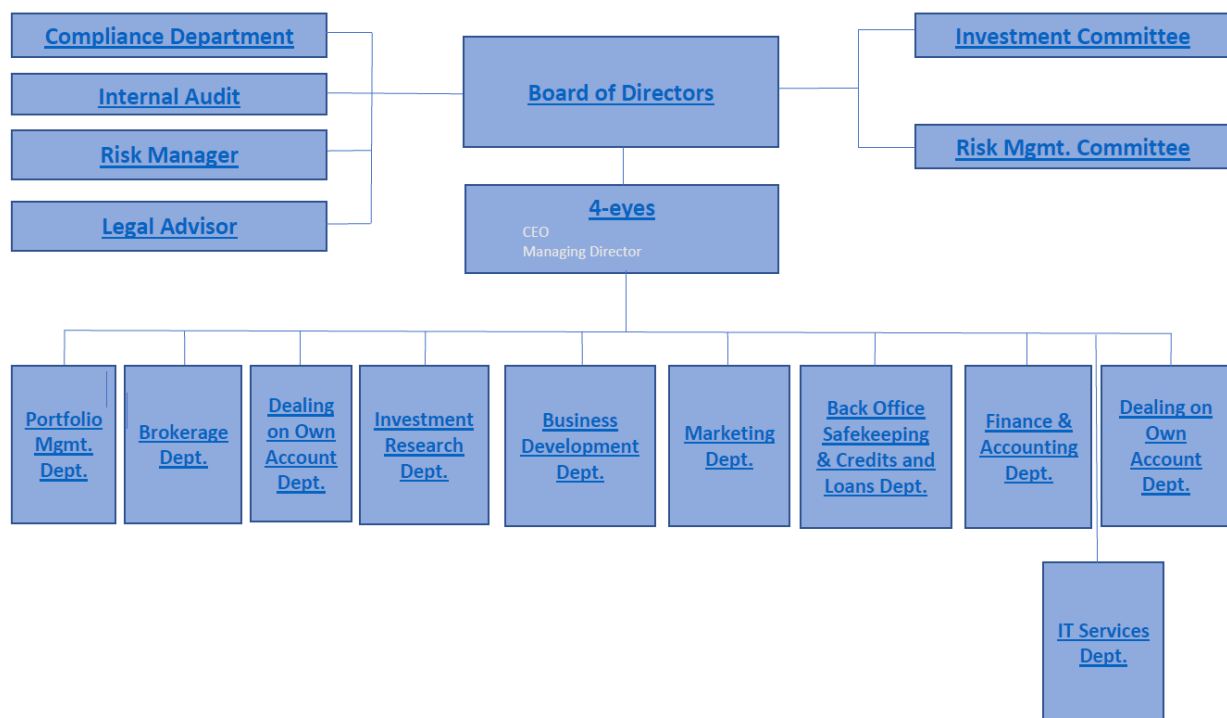 Compliance Department
Internal Audit
Risk Manager
Legal Advisor
Board of Directors
Investment Committee
Risk Mgmt. Committee
4-eyes
CEO
Managing Director
Portfolio
Mgmt.
Dept.
Brokerage
Dept.
Dealing
on Own
Account
Dept.
Investment
Research
Dept.
Business
Development
Dept.
Marketing
Dept.
Back Office
Safekeeping
& Credits and
Loans Dept.
Finance &
Accounting
Dept.
Dealing on
Own
Account
Dept.
IT Services
Dept.